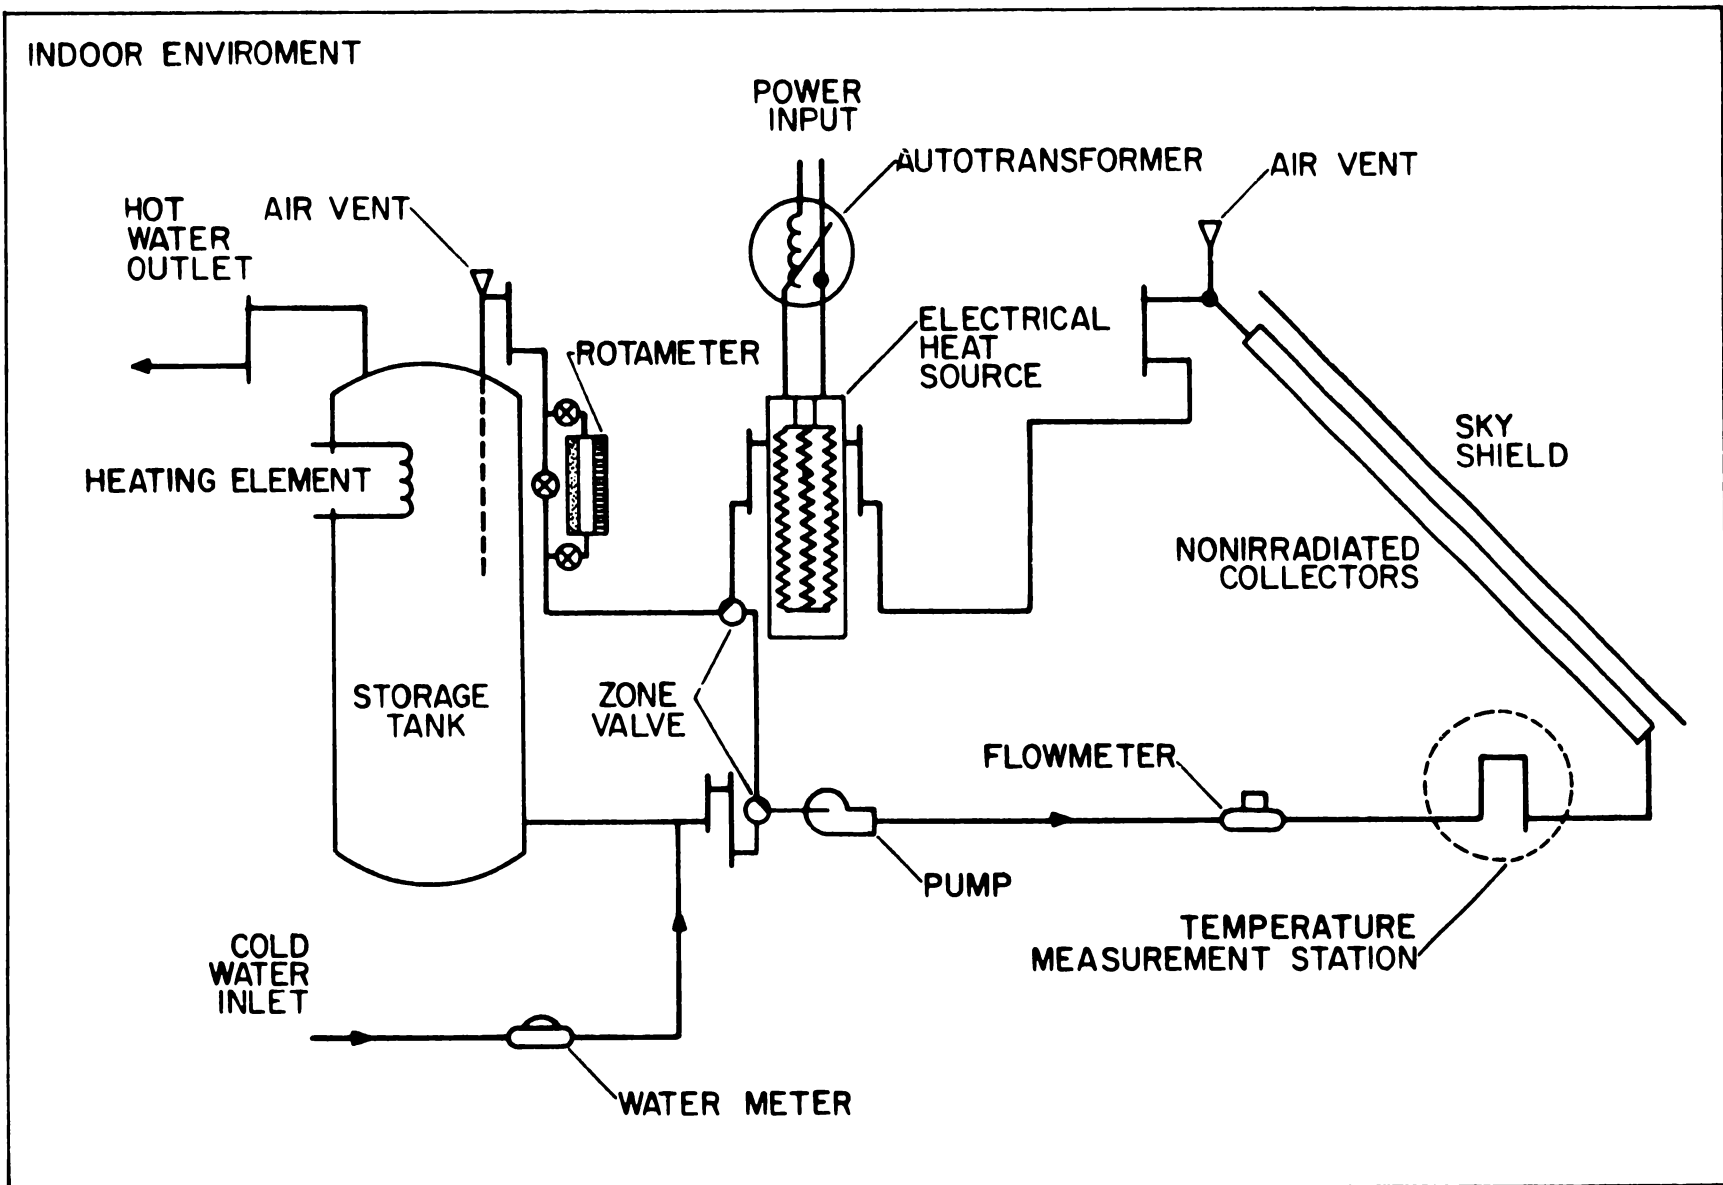 INDOOR ENVIROMENT
POWER
INPUT
AUTOTRANSFORMER
AIR VENT
HOT
WATER
OUTLET
AIR VENT
ROTAMETER
ELECTRICAL
HEAT
SOURCE
SKY
SHIELD
HEATING ELEMENT
NONIRRADIATED
COLLECTORS
STORAGE
TANK
ZONE
VALVE
FLOWMETER
PUMP
TEMPERATURE
MEASUREMENT STATION
COLD
WATER
INLET
WATER METER